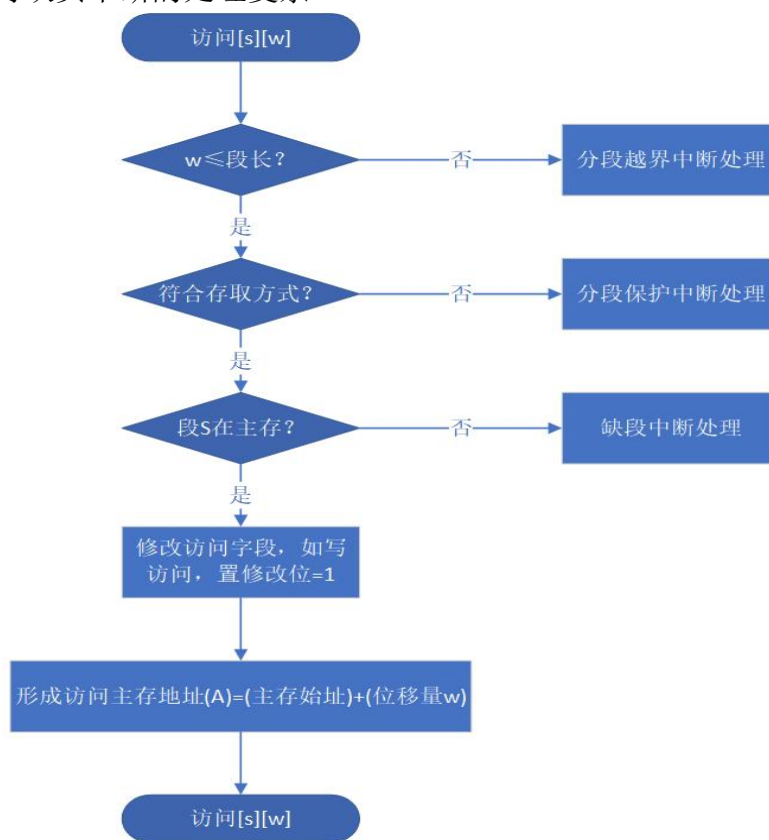 访问[s][w]
w≤段长?
否
分段越界中断处理
是
符合存取方式?
否
分段保护中断处理
是
段S在主存?
否
缺段中断处理
是
修改访问字段，如写
访问，置修改位=1
形成访问主存地址(A)=(主存始址)+(位移量w)
访问[s][w]